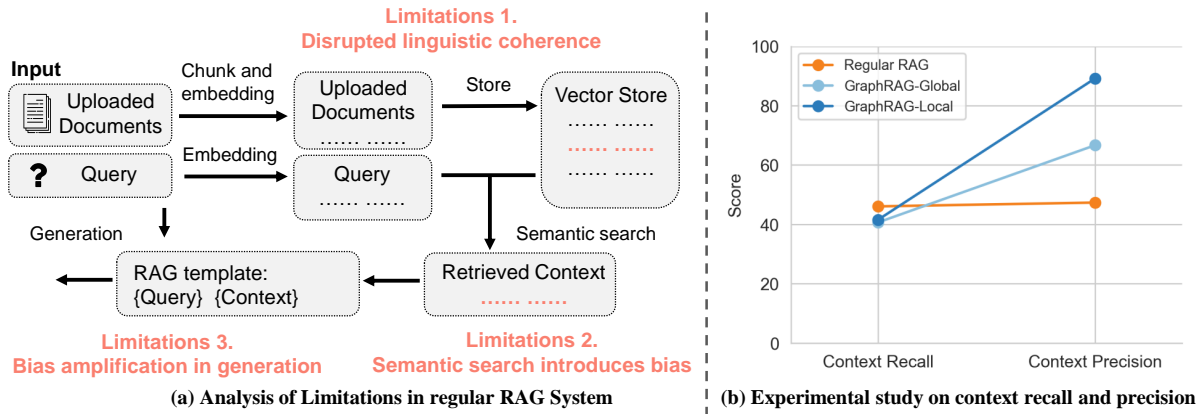 Limitations 1.
Disrupted linguistic coherence
Input
Uploaded
Documents
Chunk and
embedding
Uploaded
Documents
...... ......
Store
Vector Store
...... ......
...... ......
...... ......
? Query
Embedding
Query
...... ......
Generation
Semantic search
RAG template:
{Query} {Context}
Retrieved Context
...... ......
Limitations 3.
Bias amplification in generation
Limitations 2.
Semantic search introduces bias
(a) Analysis of Limitations in regular RAG System
100
80
60
40
20
0
Score
Regular RAG
GraphRAG-Global
GraphRAG-Local
Context Recall
Context Precision
(b) Experimental study on context recall and precision